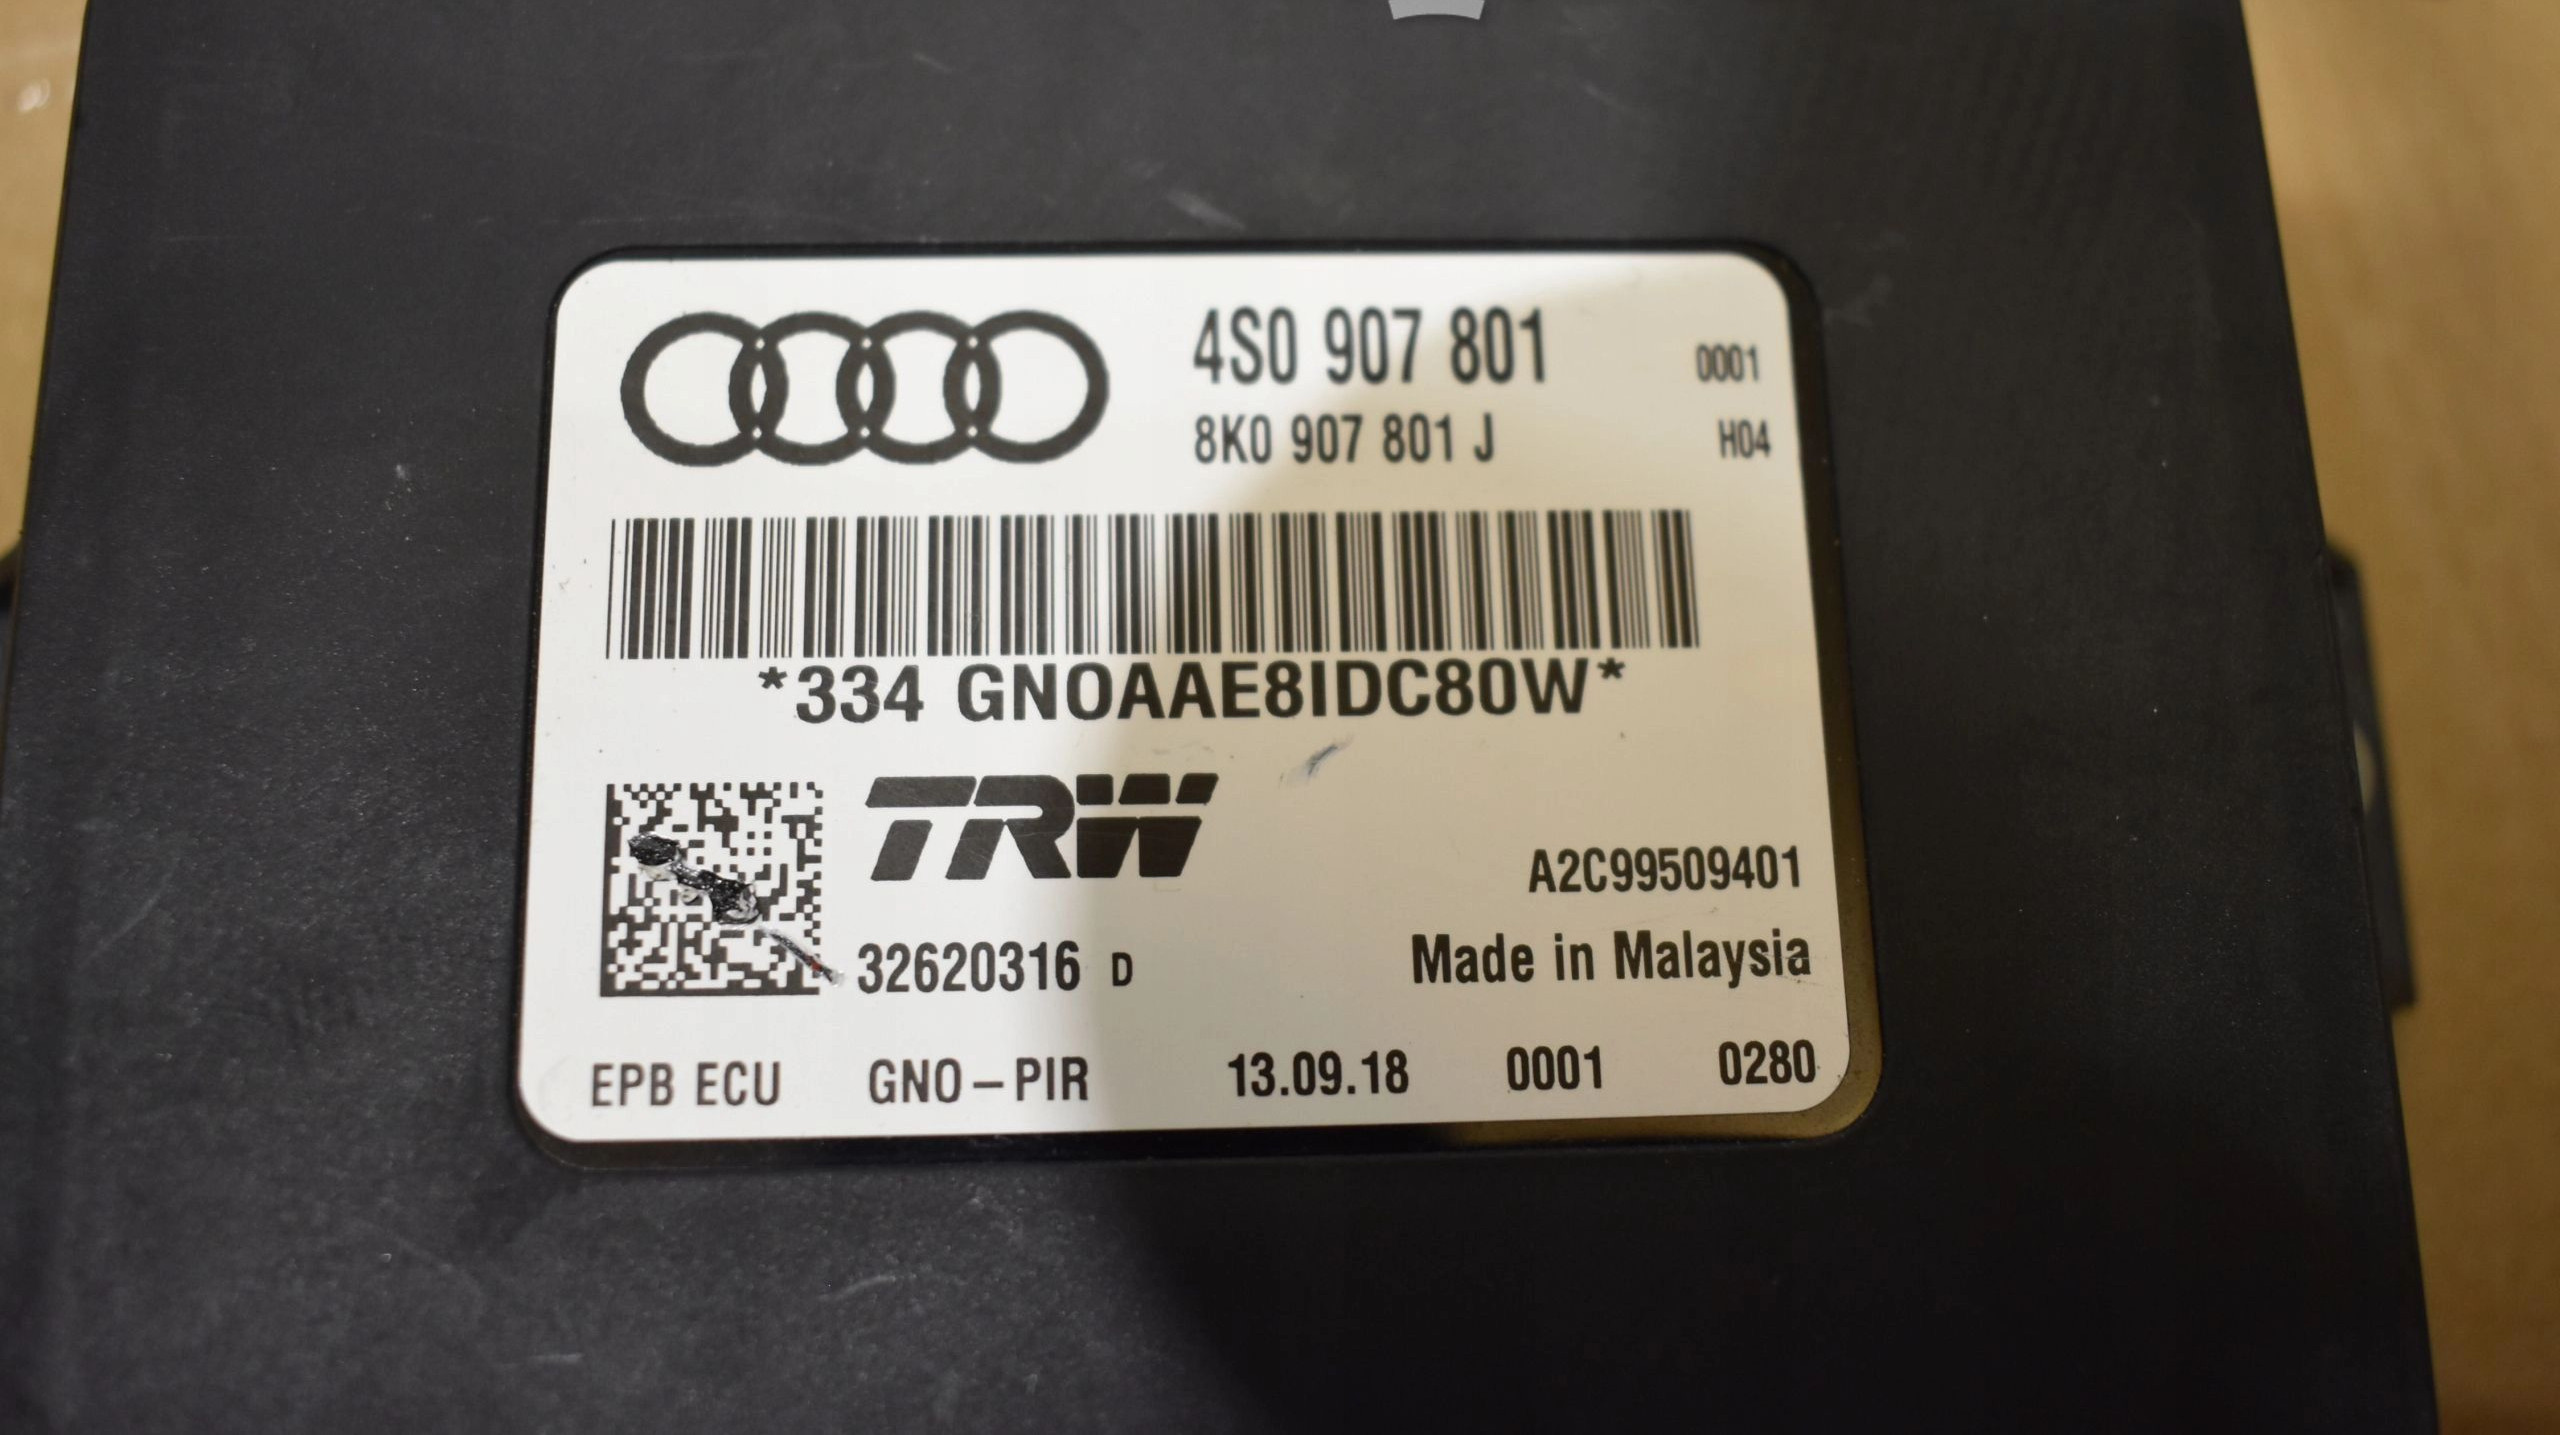 4S0 907 801 0001
8K0 907 801 J H04
*334 GNOAAE8IDC80W*
TRW
A2C99509401
32620316 D Made in Malaysia
EPB ECU GNO-PIR 13.09.18 0001 0280